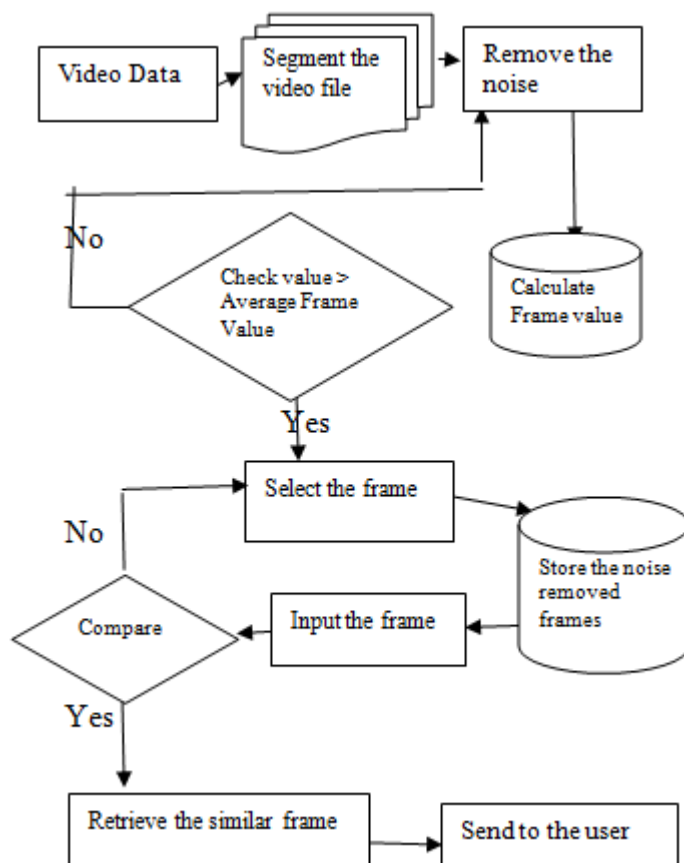 Video Data
Segment the
video file
Remove the
noise
No
Check value >
Average Frame
Value
Calculate
Frame value
Yes
Select the frame
No
Store the noise
removed
frames
Input the frame
Compare
Yes
Retrieve the similar frame
Send to the user